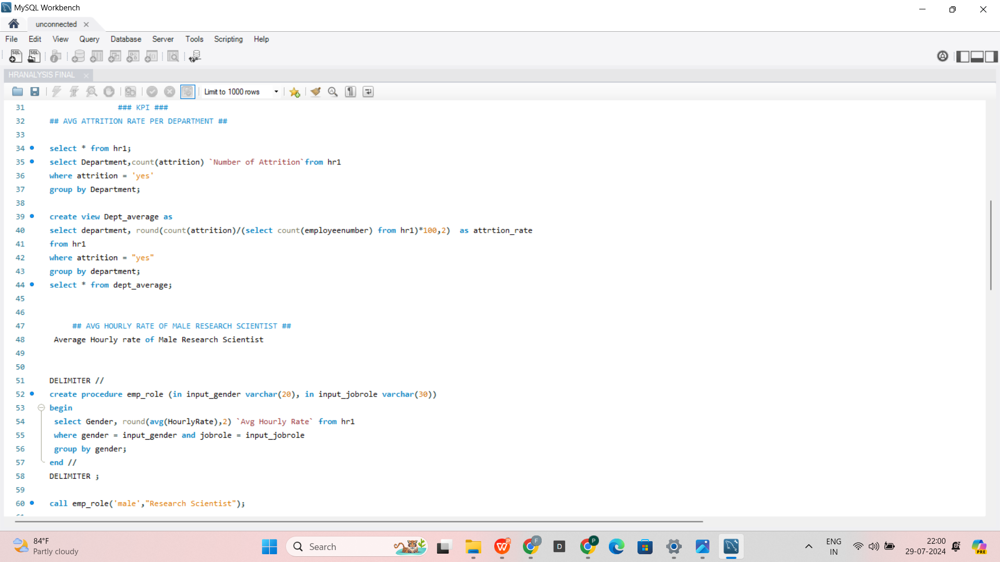 MySQL Workbench
unconnected
File Edit View Query Database Server Tools Scripting Help
SQL SQL
HRANALYSIS FINAL
Limit to 1000 rows
31 ### KPI ###
32 ## AVG ATTRITION RATE PER DEPARTMENT ##
33
34 select * from hr1;
35 select Department,count(attrition) `Number of Attrition`from hr1
36 where attrition = 'yes'
37 group by Department;
38
39 create view Dept_average as
40 select department, round(count(attrition)/(select count(employeenumber) from hr1)*100,2)  as attrtion_rate
41 from hr1
42 where attrition = "yes"
43 group by department;
44 select * from dept_average;
45
46
47 ## AVG HOURLY RATE OF MALE RESEARCH SCIENTIST ##
48 Average Hourly rate of Male Research Scientist
49
50
51 DELIMITER //
52 create procedure emp_role (in input_gender varchar(20), in input_jobrole varchar(30))
53 begin
54 select Gender, round(avg(HourlyRate),2) `Avg Hourly Rate` from hr1
55 where gender = input_gender and jobrole = input_jobrole
56 group by gender;
57 end //
58 DELIMITER ;
59
60 call emp_role('male',"Research Scientist");
84°F
Partly cloudy
Search
W P F D P
ENG
IN
22:00
29-07-2024
PRE